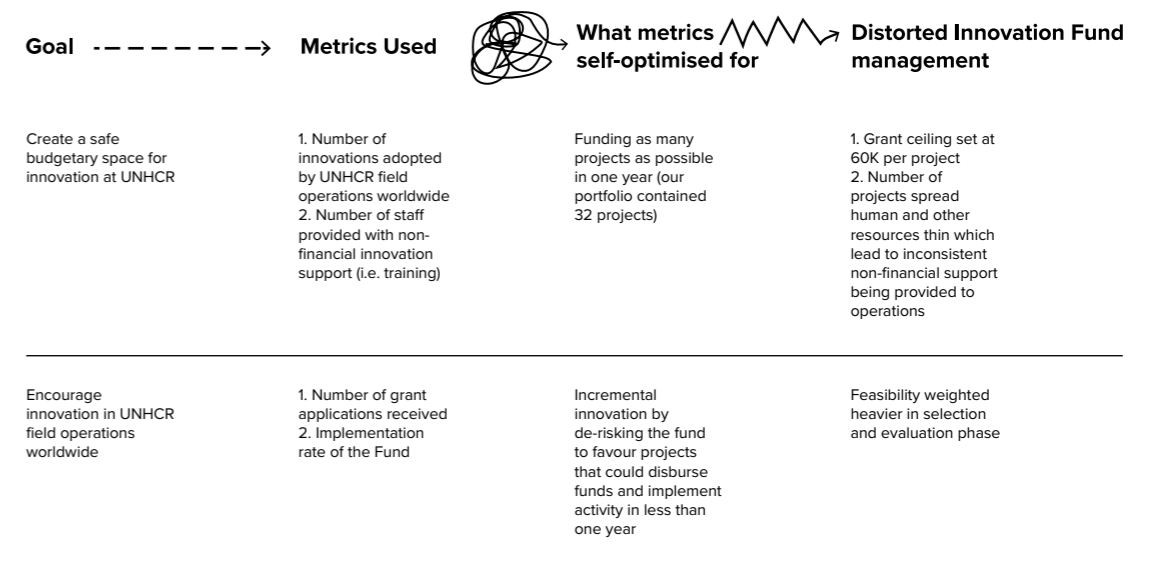 Goal
Metrics Used
What metrics
self-optimised for
Distorted Innovation Fund
management
Create a safe
budgetary space for
innovation at UNHCR
1. Number of
innovations adopted
by UNHCR field
operations worldwide
2. Number of staff
provided with non-
financial innovation
support (i.e. training)
Funding as many
projects as possible
in one year (our
portfolio contained
32 projects)
1. Grant ceiling set at
60K per project
2. Number of
projects spread
human and other
resources thin which
lead to inconsistent
non-financial support
being provided to
operations
Encourage
innovation in UNHCR
field operations
worldwide
1. Number of grant
applications received
2. Implementation
rate of the Fund
Incremental
innovation by
de-risking the fund
to favour projects
that could disburse
funds and implement
activity in less than
one year
Feasibility weighted
heavier in selection
and evaluation phase